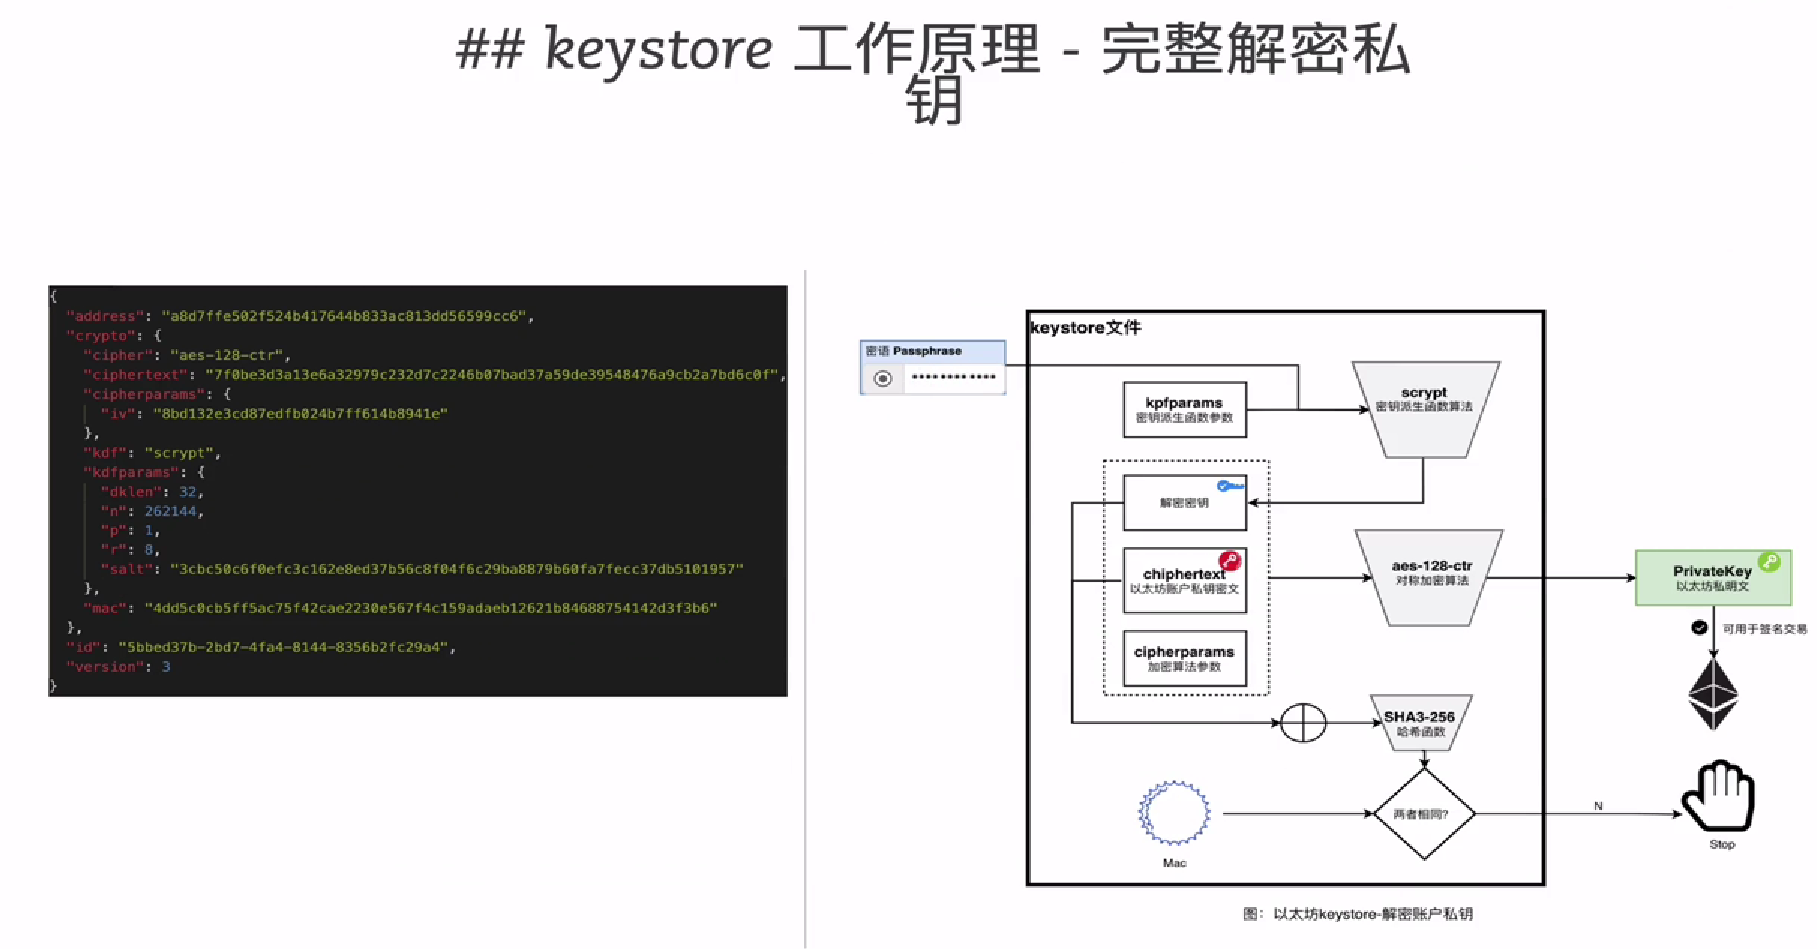 ## keystore 工作原理 - 完整解密私
钥
{
"address": "a8d7ffe502f524b417644b833ac813dd56599cc6",
"crypto": {
"cipher": "aes-128-ctr",
"ciphertext": "7f0be3d3a13e6a32979c232d7c2246b07bad37a59de39548476a9cb2a7bd6c0f",
"cipherparams": {
"iv": "8bd132e3cd87edfb024b7ff614b8941e"
},
"kdf": "scrypt",
"kdfparams": {
"dklen": 32,
"n": 262144,
"p": 1,
"r": 8,
"salt": "3cbc50c6f0efc3c162e8ed37b56c8f04f6c29ba8879b60fa7fecc37db5101957"
},
"mac": "4dd5c0cb5ff5ac75f42cae2230e567f4c159adaeb12621b84688754142d3f3b6"
},
"id": "5bbed37b-2bd7-4fa4-8144-8356b2fc29a4",
"version": 3
}
keystore文件
密语 Passphrase
kpfparams
密钥派生函数参数
scrypt
密钥派生函数算法
解密密钥
chiphertext
以太坊账户私钥密文
aes-128-ctr
对称加密算法
PrivateKey
以太坊私明文
可用于签名交易
cipherparams
加密算法参数
SHA3-256
哈希函数
两者相同?
N
Mac
Stop
图：以太坊keystore-解密账户私钥